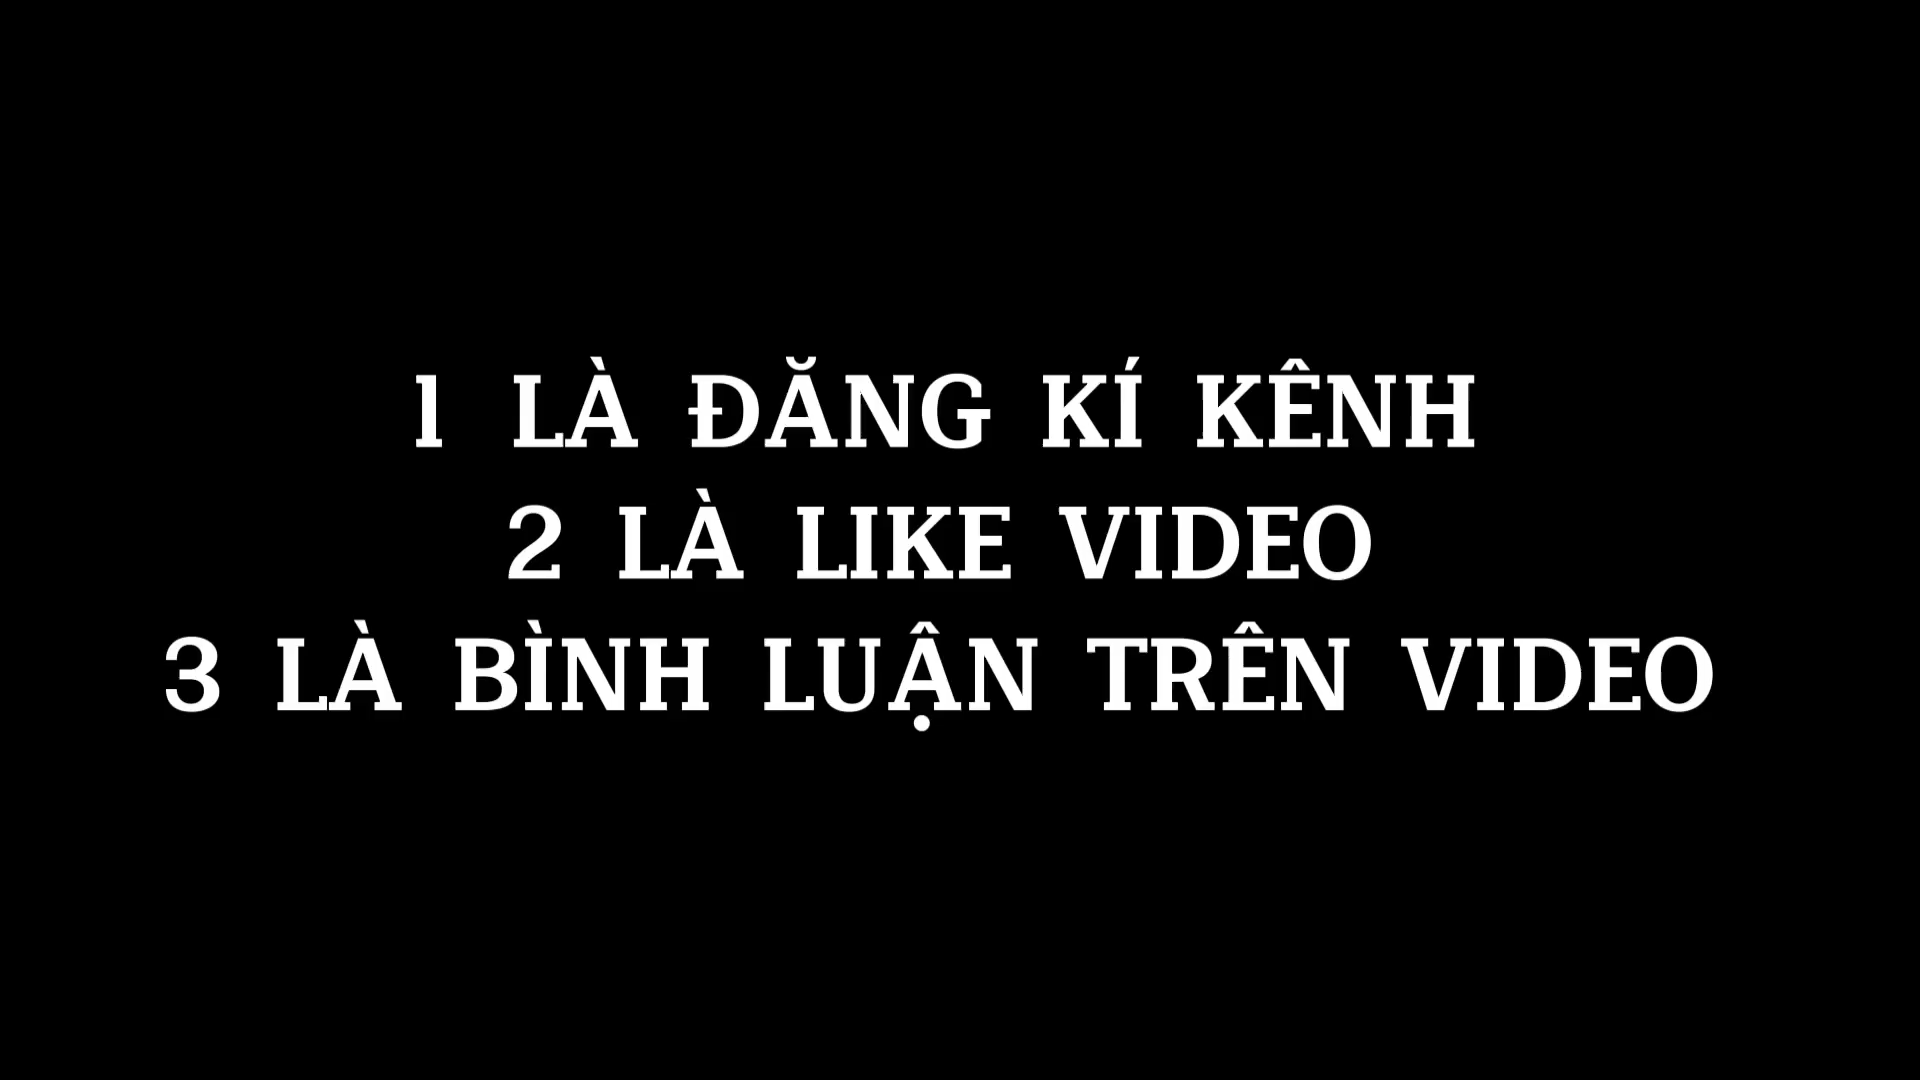 1 LÀ ĐĂNG KÍ KÊNH
2 LÀ LIKE VIDEO
3 LÀ BÌNH LUẬN TRÊN VIDEO